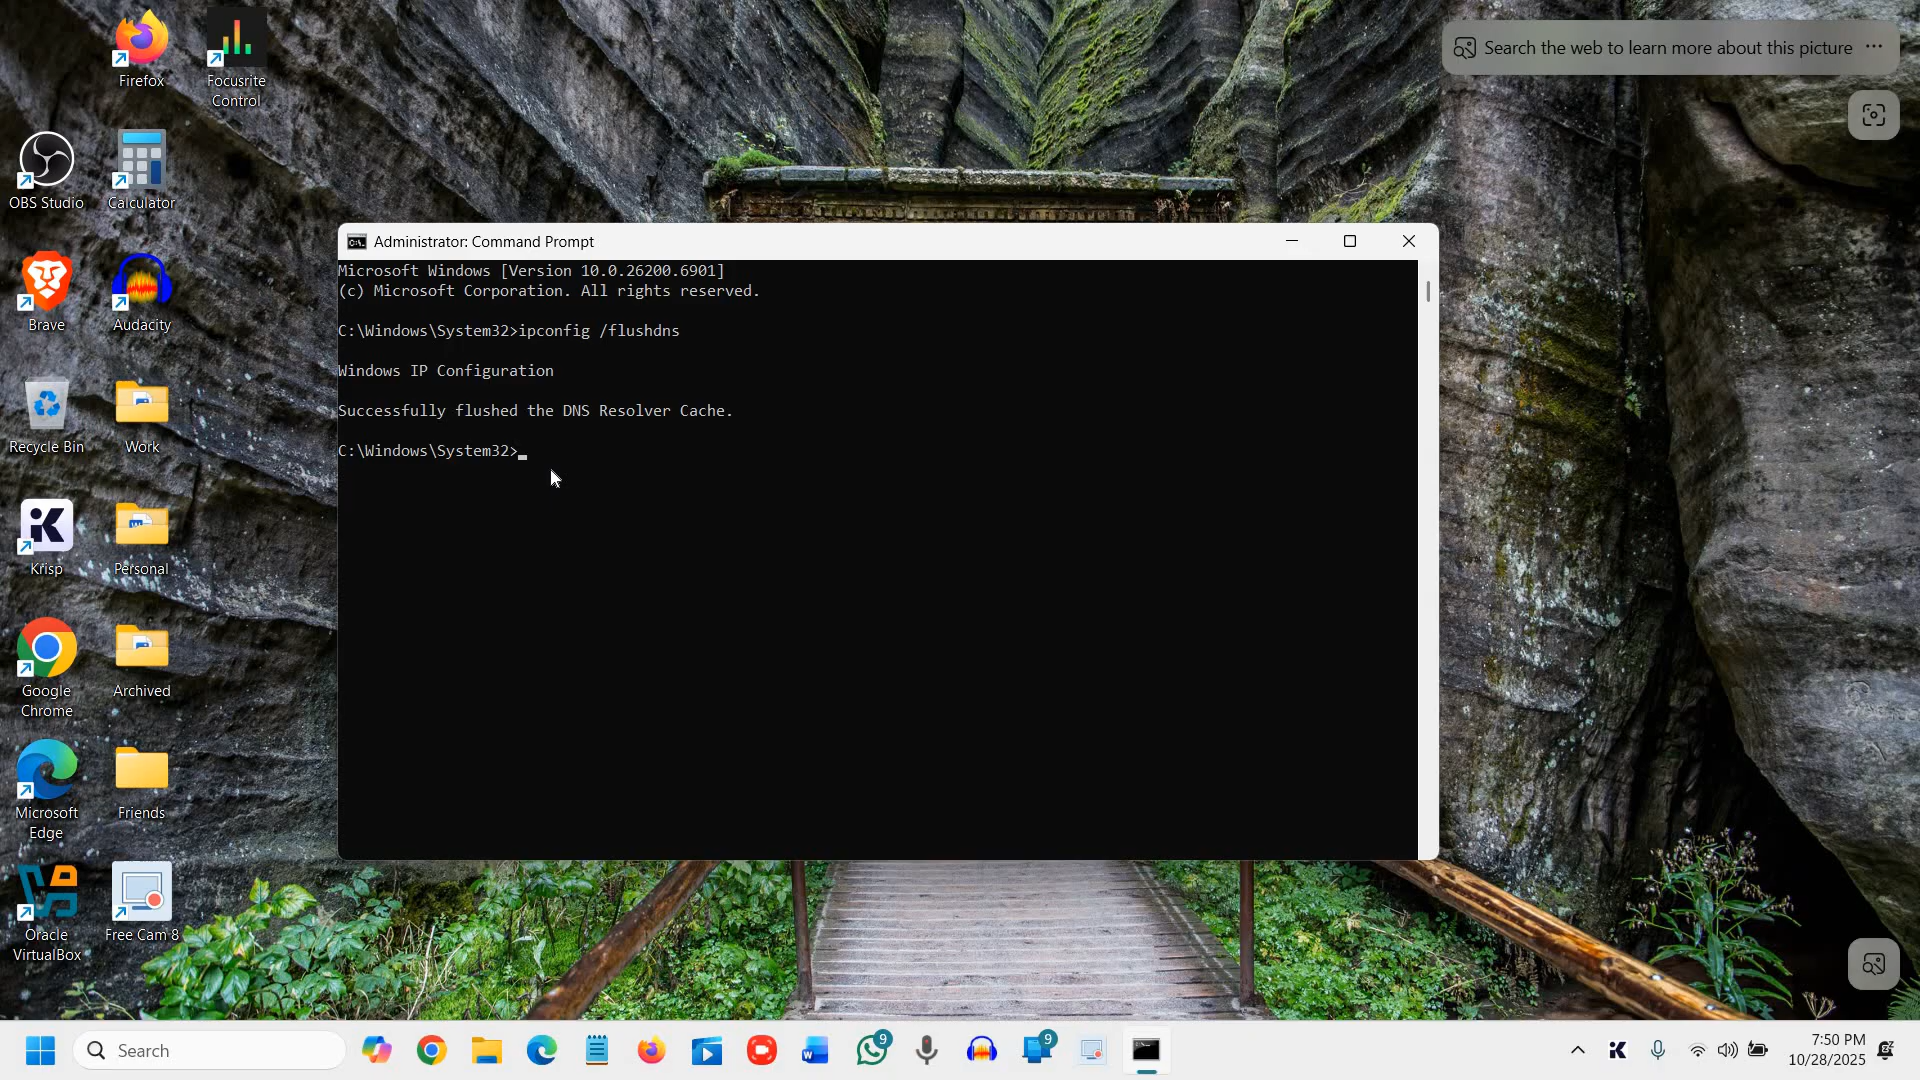 Search the web to learn more about this picture
Firefox
Focusrite
Control
OBS Studio
Calculator
Brave
Audacity
Recycle Bin
Work
Krisp
Personal
Google
Chrome
Archived
Microsoft
Edge
Friends
Oracle
VirtualBox
Free Cam 8
Administrator: Command Prompt
Microsoft Windows [Version 10.0.26200.6901]
(c) Microsoft Corporation. All rights reserved.
C:\Windows\System32>ipconfig /flushdns
Windows IP Configuration
Successfully flushed the DNS Resolver Cache.
C:\Windows\System32>
Search
9
9
7:50 PM
10/28/2025